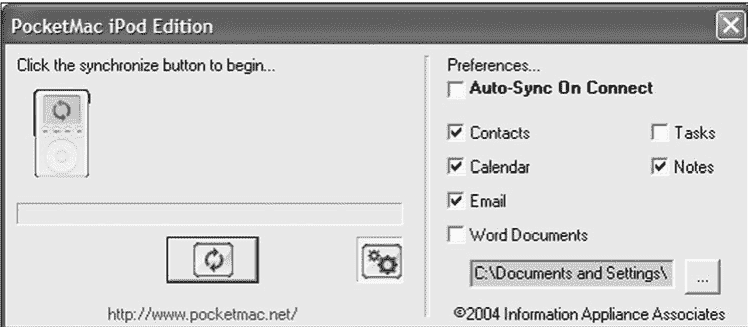 PocketMac iPod Edition
Click the synchronize button to begin...
http://www.pocketmac.net/
Preferences...
Auto-Sync On Connect
Contacts
Tasks
Calendar
Notes
Email
Word Documents
C:\Documents and Settings\
...
©2004 Information Appliance Associates